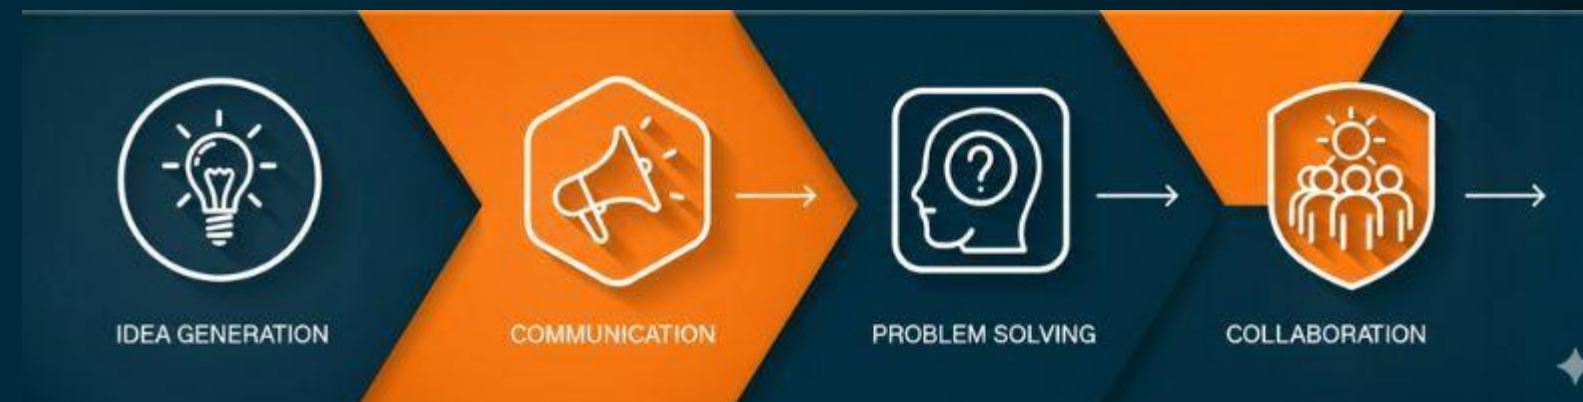 IDEA GENERATION
COMMUNICATION
?
PROBLEM SOLVING
COLLABORATION